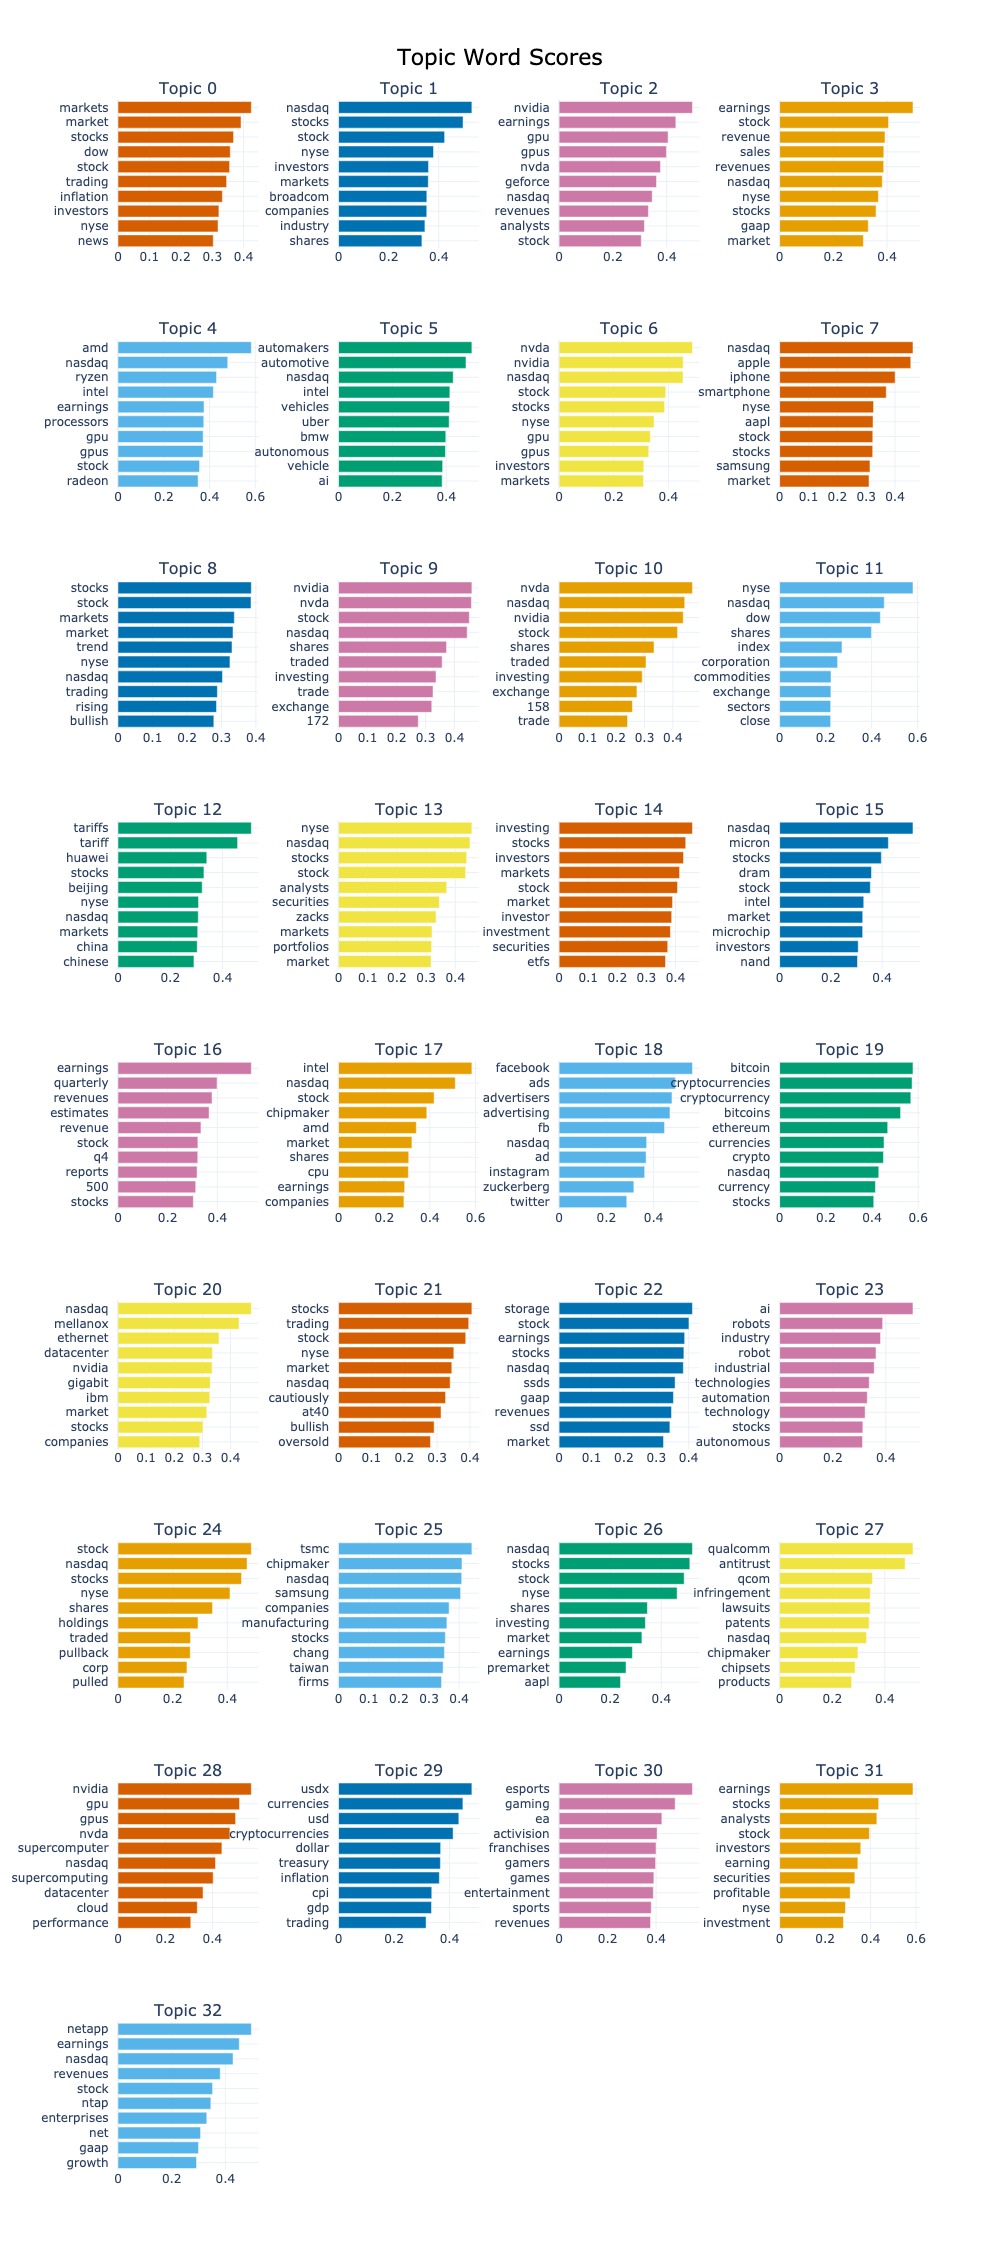 Topic Word Scores
Topic 0
markets
market
stocks
dow
stock
trading
inflation
investors
nyse
news
0 0.1 0.2 0.3 0.4
Topic 1
nasdaq
stocks
stock
nyse
investors
markets
broadcom
companies
industry
shares
0 0.2 0.4
Topic 2
nvidia
earnings
gpu
gpus
nvda
geforce
nasdaq
revenues
analysts
stock
0 0.2 0.4
Topic 3
earnings
stock
revenue
sales
revenues
nasdaq
nyse
stocks
gaap
market
0 0.2 0.4
Topic 4
amd
nasdaq
ryzen
intel
earnings
processors
gpu
gpus
stock
radeon
0 0.2 0.4 0.6
Topic 5
automakers
automotive
nasdaq
intel
vehicles
uber
bmw
autonomous
vehicle
ai
0 0.2 0.4
Topic 6
nvda
nvidia
nasdaq
stock
stocks
nyse
gpu
gpus
investors
markets
0 0.2 0.4
Topic 7
nasdaq
apple
iphone
smartphone
nyse
aapl
stock
stocks
samsung
market
0 0.1 0.2 0.3 0.4
Topic 8
stocks
stock
markets
market
trend
nyse
nasdaq
trading
rising
bullish
0 0.1 0.2 0.3 0.4
Topic 9
nvidia
nvda
stock
nasdaq
shares
traded
investing
trade
exchange
172
0 0.1 0.2 0.3 0.4
Topic 10
nvda
nasdaq
nvidia
stock
shares
traded
investing
exchange
158
trade
0 0.1 0.2 0.3 0.4
Topic 11
nyse
nasdaq
dow
shares
index
corporation
commodities
exchange
sectors
close
0 0.2 0.4 0.6
Topic 12
tariffs
tariff
huawei
stocks
beijing
nyse
nasdaq
markets
china
chinese
0 0.2 0.4
Topic 13
nyse
nasdaq
stocks
stock
analysts
securities
zacks
markets
portfolios
market
0 0.1 0.2 0.3 0.4
Topic 14
investing
stocks
investors
markets
stock
market
investor
investment
securities
etfs
0 0.1 0.2 0.3 0.4
Topic 15
nasdaq
micron
stocks
dram
stock
intel
market
microchip
investors
nand
0 0.2 0.4
Topic 16
earnings
quarterly
revenues
estimates
revenue
stock
q4
reports
500
stocks
0 0.2 0.4
Topic 17
intel
nasdaq
stock
chipmaker
amd
market
shares
cpu
earnings
companies
0 0.2 0.4 0.6
Topic 18
facebook
ads
advertisers
advertising
fb
nasdaq
ad
instagram
zuckerberg
twitter
0 0.2 0.4
Topic 19
bitcoin
cryptocurrencies
cryptocurrency
bitcoins
ethereum
currencies
crypto
nasdaq
currency
stocks
0 0.2 0.4 0.6
Topic 20
nasdaq
mellanox
ethernet
datacenter
nvidia
gigabit
ibm
market
stocks
companies
0 0.1 0.2 0.3 0.4
Topic 21
stocks
trading
stock
nyse
market
nasdaq
cautiously
at40
bullish
oversold
0 0.1 0.2 0.3 0.4
Topic 22
storage
stock
earnings
stocks
nasdaq
ssds
gaap
revenues
ssd
market
0 0.1 0.2 0.3 0.4
Topic 23
ai
robots
industry
robot
industrial
technologies
automation
technology
stocks
autonomous
0 0.2 0.4
Topic 24
stock
nasdaq
stocks
nyse
shares
holdings
traded
pullback
corp
pulled
0 0.2 0.4
Topic 25
tsmc
chipmaker
nasdaq
samsung
companies
manufacturing
stocks
chang
taiwan
firms
0 0.1 0.2 0.3 0.4
Topic 26
nasdaq
stocks
stock
nyse
shares
investing
market
earnings
premarket
aapl
0 0.2 0.4
Topic 27
qualcomm
antitrust
qcom
infringement
lawsuits
patents
nasdaq
chipmaker
chipsets
products
0 0.2 0.4
Topic 28
nvidia
gpu
gpus
nvda
supercomputer
nasdaq
supercomputing
datacenter
cloud
performance
0 0.2 0.4
Topic 29
usdx
currencies
usd
cryptocurrencies
dollar
treasury
inflation
cpi
gdp
trading
0 0.2 0.4
Topic 30
esports
gaming
ea
activision
franchises
gamers
games
entertainment
sports
revenues
0 0.2 0.4
Topic 31
earnings
stocks
analysts
stock
investors
earning
securities
profitable
nyse
investment
0 0.2 0.4 0.6
Topic 32
netapp
earnings
nasdaq
revenues
stock
ntap
enterprises
net
gaap
growth
0 0.2 0.4